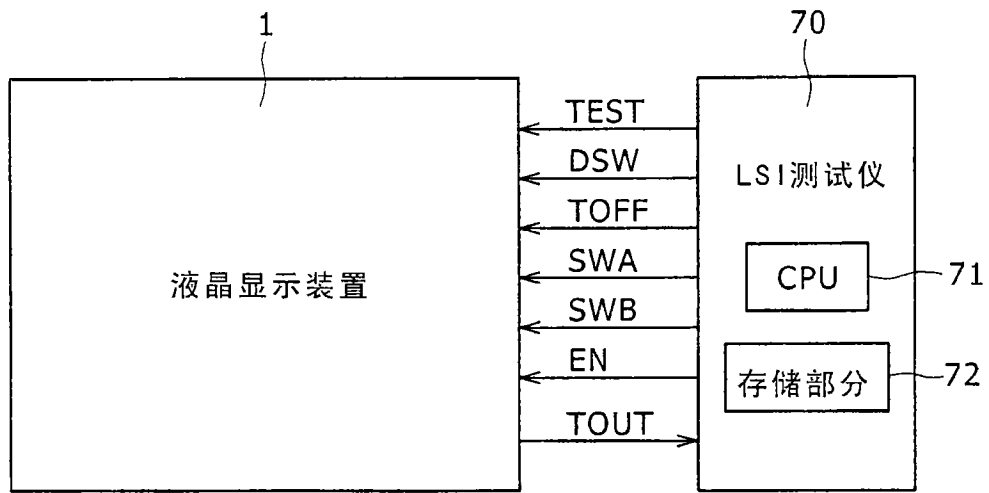 1
70
TEST
DSW
TOFF
SWA
SWB
EN
TOUT
液晶显示装置
LSI测试仪
CPU
71
存储部分
72